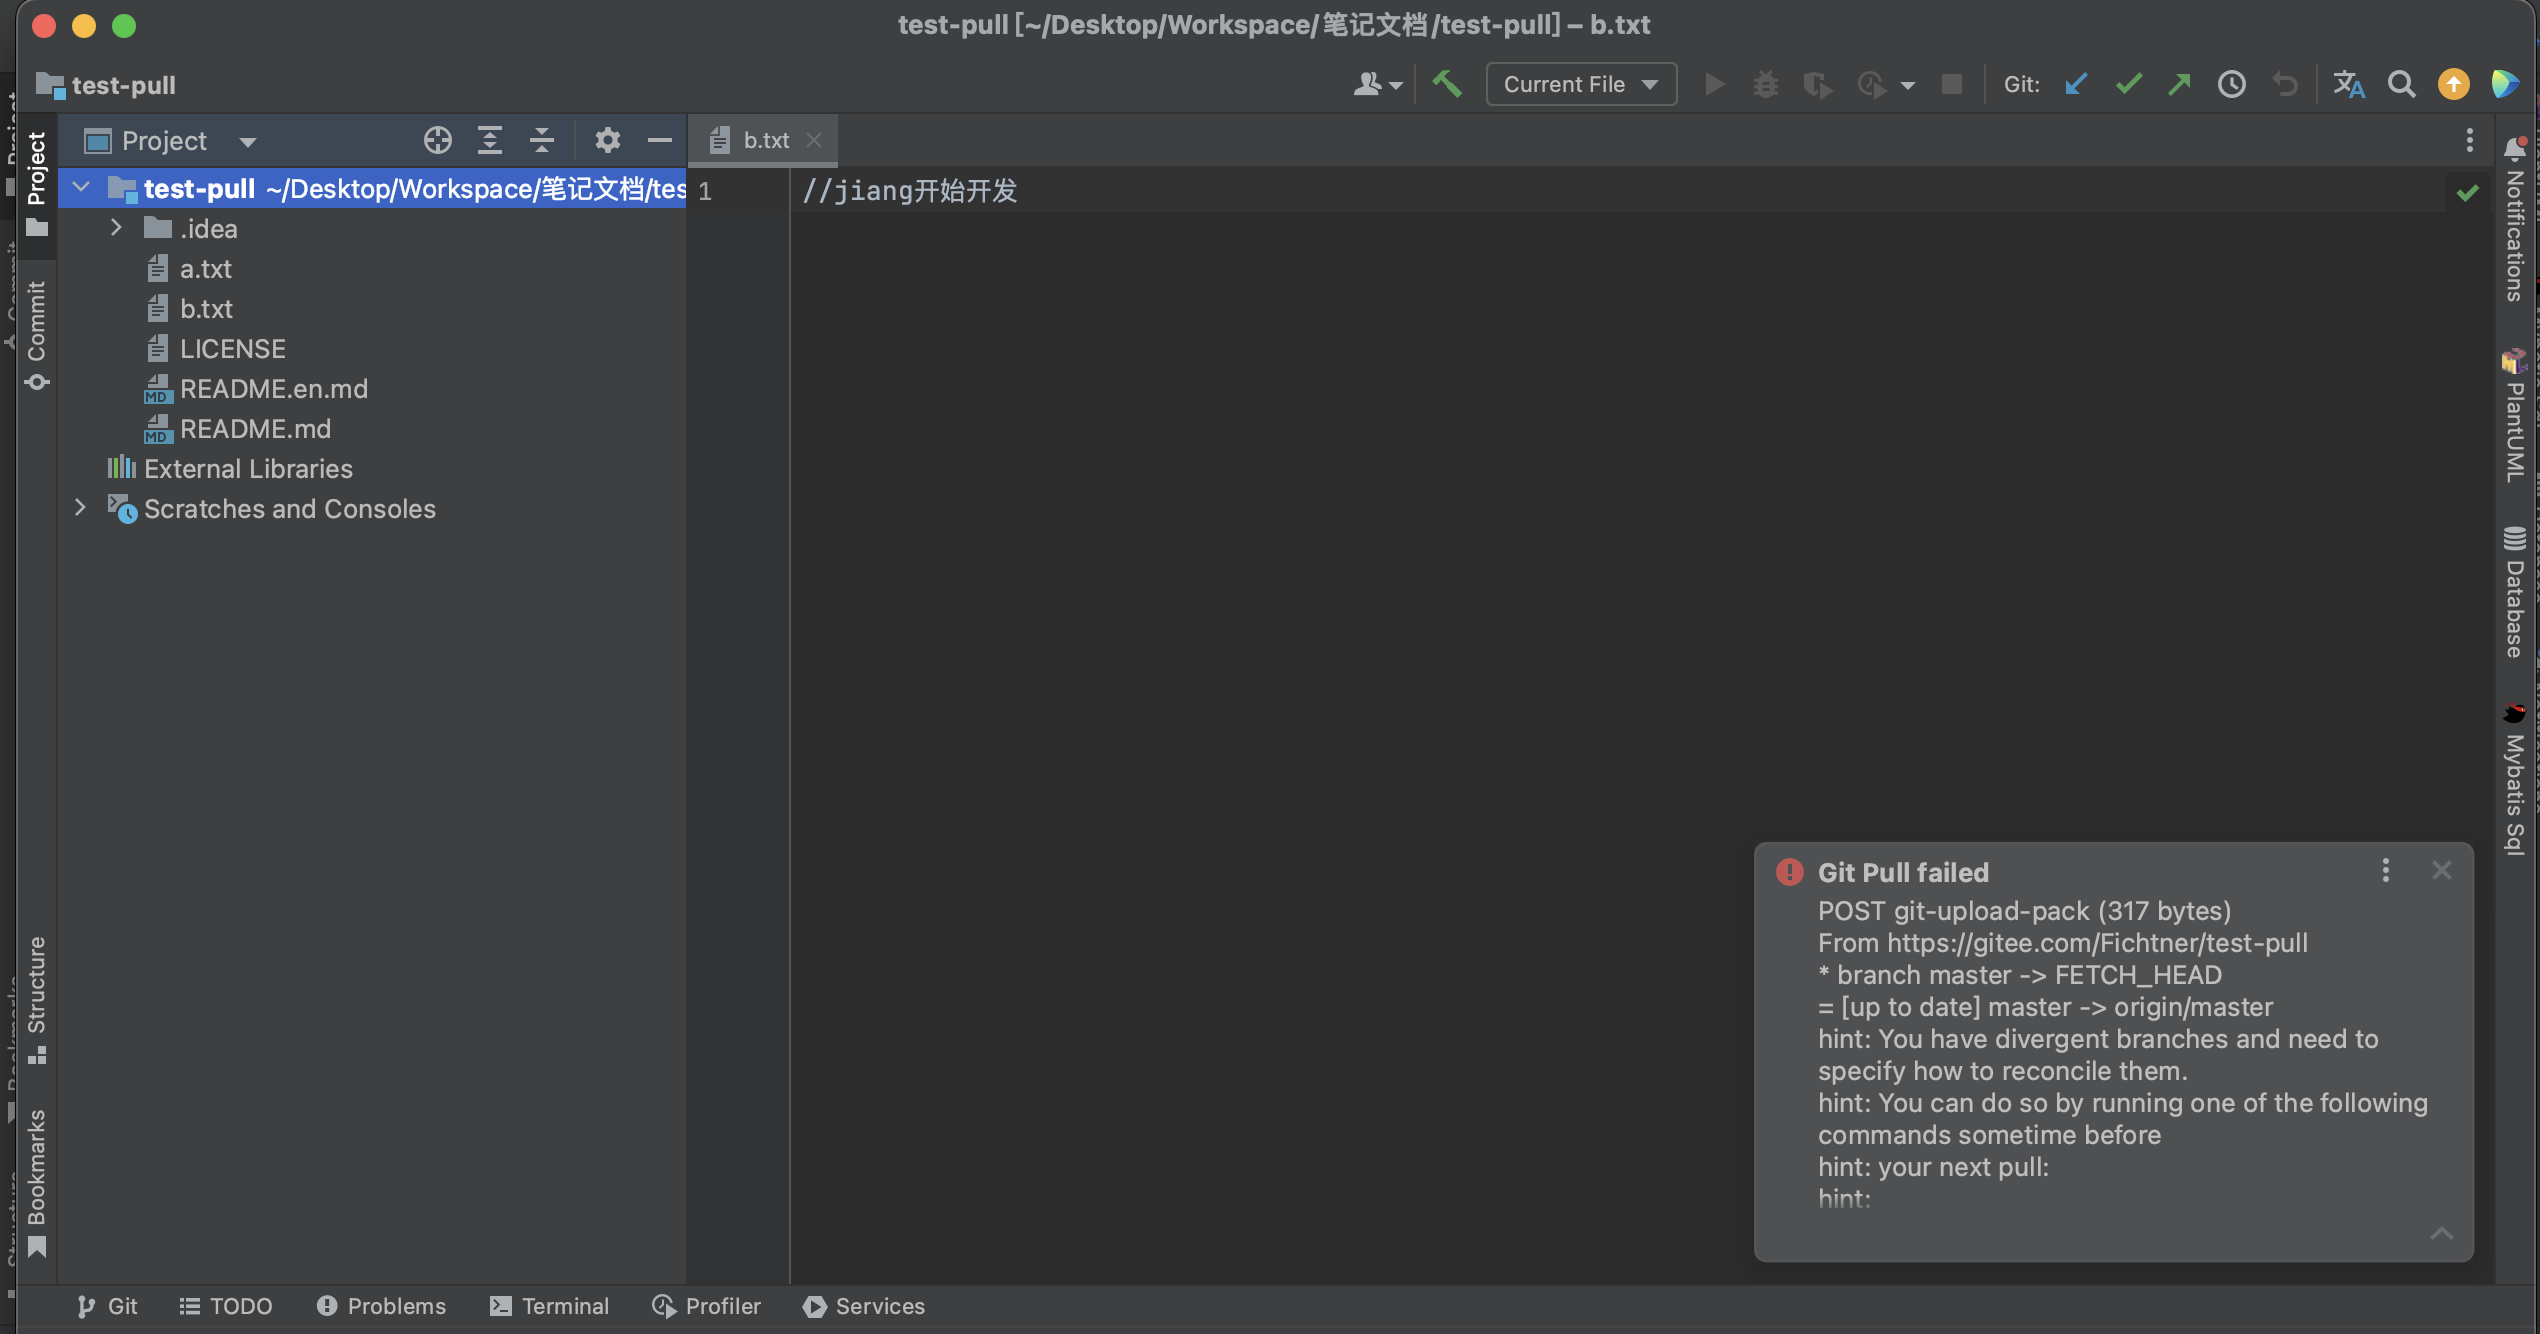 test-pull [~/Desktop/Workspace/笔记文档/test-pull] – b.txt
test-pull
Current File
Git:
Project
Commit
Structure
Bookmarks
Project
test-pull ~/Desktop/Workspace/笔记文档/tes
.idea
a.txt
b.txt
LICENSE
MD README.en.md
MD README.md
External Libraries
Scratches and Consoles
b.txt
1 //jiang开始开发
Notifications
PlantUML
Database
Mybatis Sql
Git Pull failed
POST git-upload-pack (317 bytes)
From https://gitee.com/Fichtner/test-pull
* branch master -> FETCH_HEAD
= [up to date] master -> origin/master
hint: You have divergent branches and need to
specify how to reconcile them.
hint: You can do so by running one of the following
commands sometime before
hint: your next pull:
hint:
Git
TODO
Problems
Terminal
Profiler
Services